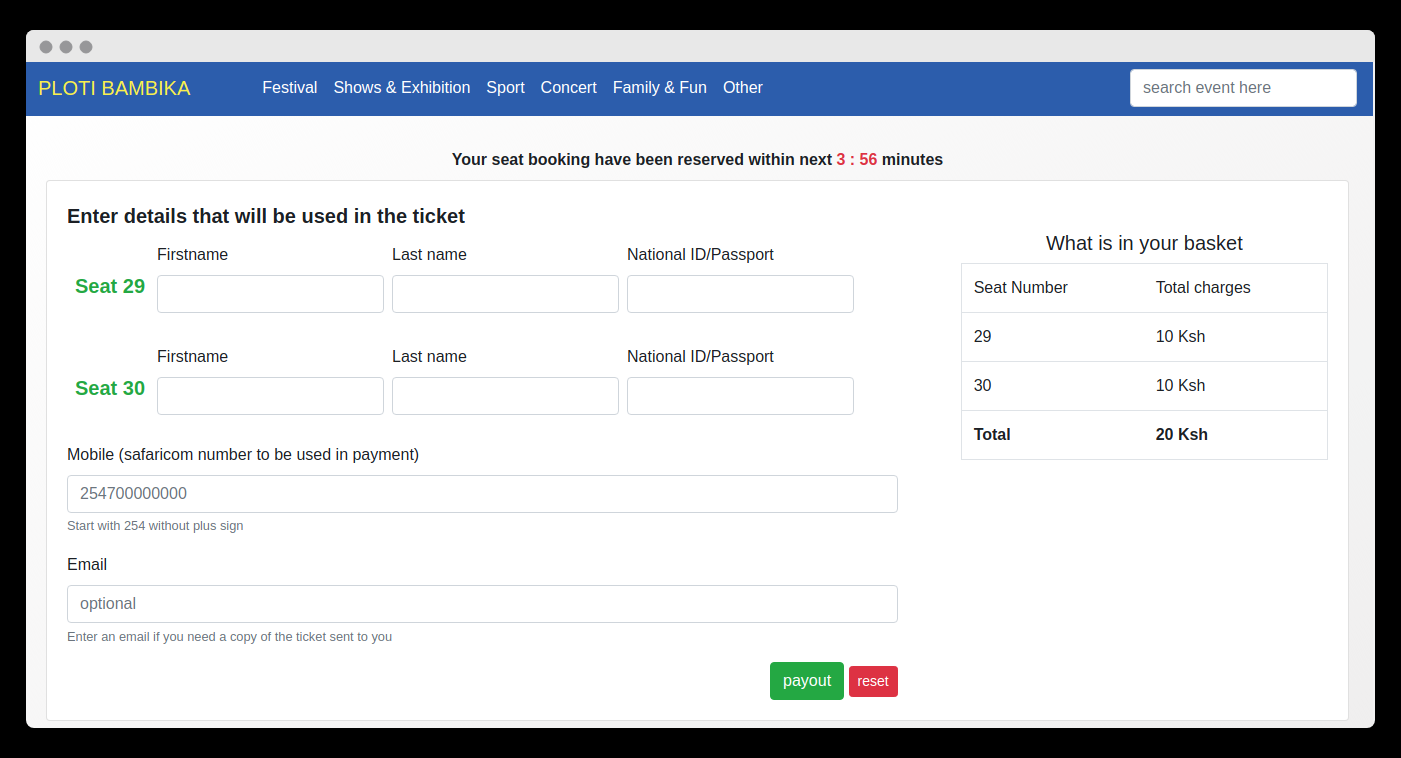 PLOTI BAMBIKA Festival Shows & Exhibition Sport Concert Family & Fun Other search event here
Your seat booking have been reserved within next 3 : 56 minutes
Enter details that will be used in the ticket
Firstname Last name National ID/Passport
Seat 29
Firstname Last name National ID/Passport
Seat 30
Mobile (safaricom number to be used in payment)
254700000000
Start with 254 without plus sign
Email
optional
Enter an email if you need a copy of the ticket sent to you
payout reset
What is in your basket
Seat Number Total charges
29 10 Ksh
30 10 Ksh
Total 20 Ksh